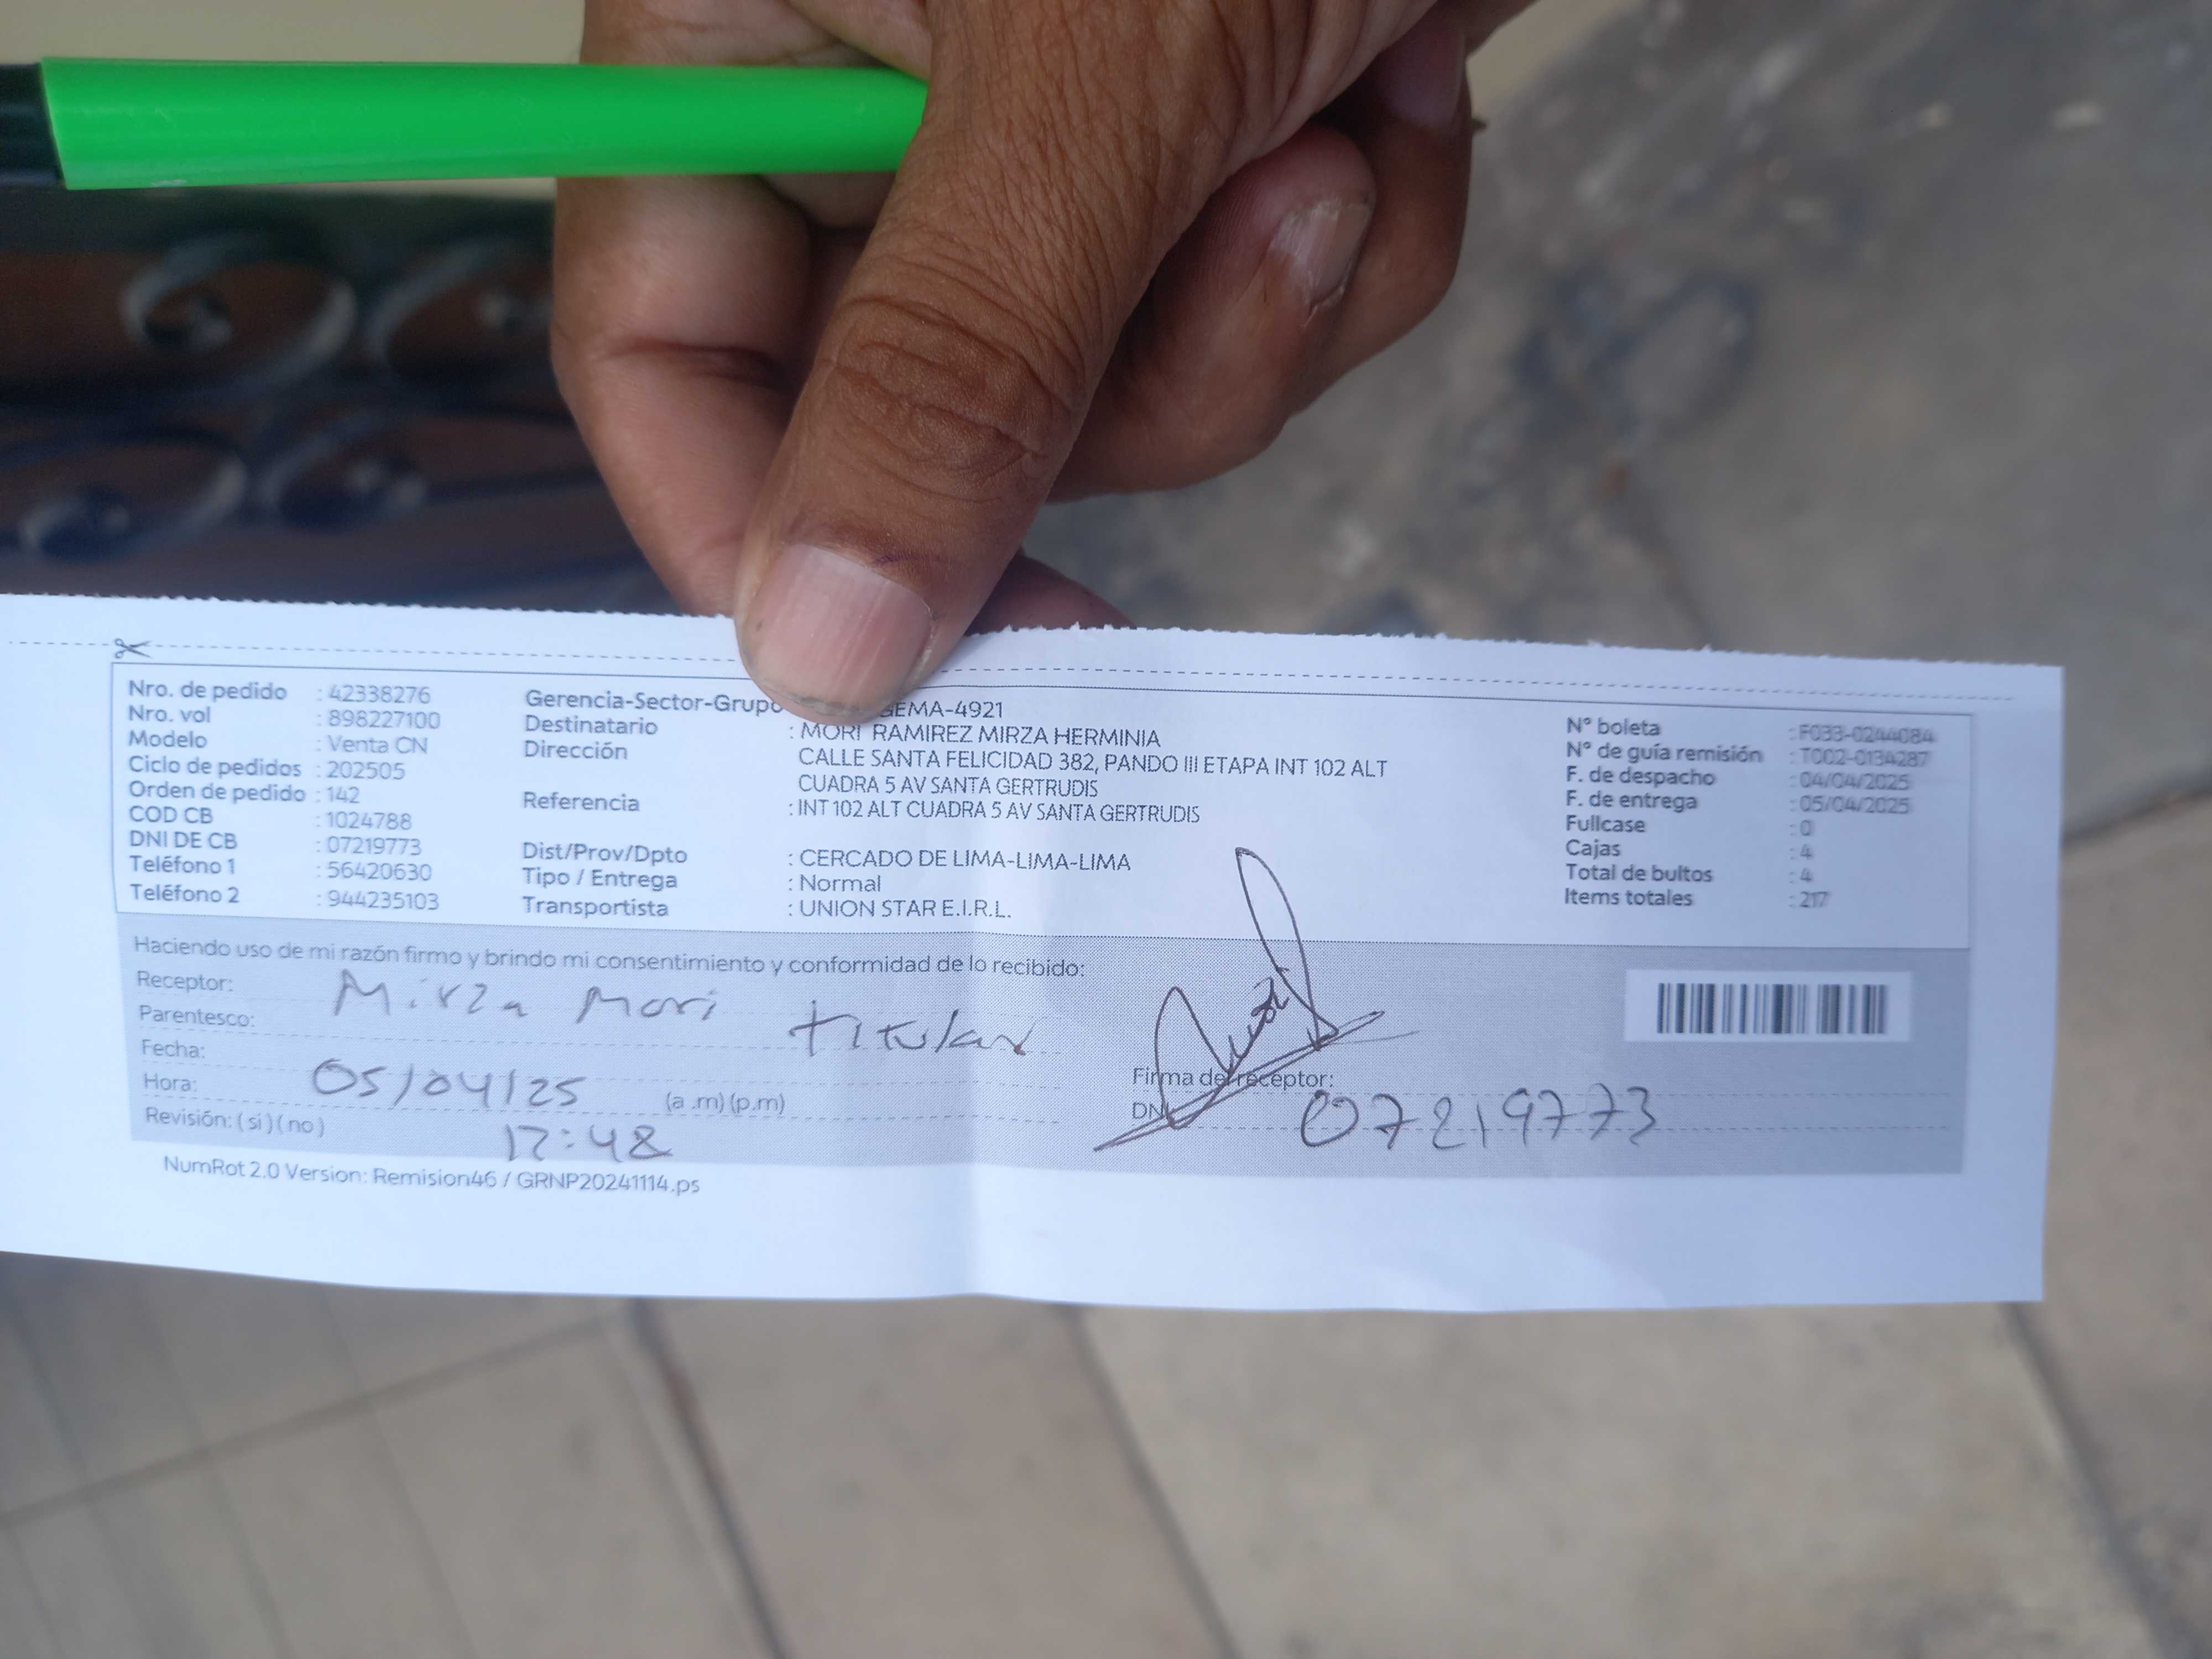 Nro. de pedido : 42338276
Nro. vol : 898227100
Modelo : Venta CN
Ciclo de pedidos : 202505
Orden de pedido : 142
COD CB : 1024788
DNI DE CB : 07219773
Teléfono 1 : 56420630
Teléfono 2 : 944235103
Gerencia-Sector-Grupo GEMA-4921
Destinatario : MORI RAMIREZ MIRZA HERMINIA
Dirección CALLE SANTA FELICIDAD 382, PANDO III ETAPA INT 102 ALT
CUADRA 5 AV SANTA GERTRUDIS
Referencia : INT 102 ALT CUADRA 5 AV SANTA GERTRUDIS
Dist/Prov/Dpto : CERCADO DE LIMA-LIMA-LIMA
Tipo / Entrega : Normal
Transportista : UNION STAR E.I.R.L.
N° boleta : F033-0244084
N° de guía remisión : T002-0134287
F. de despacho : 04/04/2025
F. de entrega : 05/04/2025
Fullcase : 0
Cajas : 4
Total de bultos : 4
Items totales : 217
Haciendo uso de mi razón firmo y brindo mi consentimiento y conformidad de lo recibido:
Receptor: Mirza Mori
Parentesco: titular
Fecha: 05/04/25
Hora: (a .m) (p.m)
12:48
Revisión: ( si ) ( no )
Firma del receptor:
DNI 07219773
NumRot 2.0 Version: Remision46 / GRNP20241114.ps